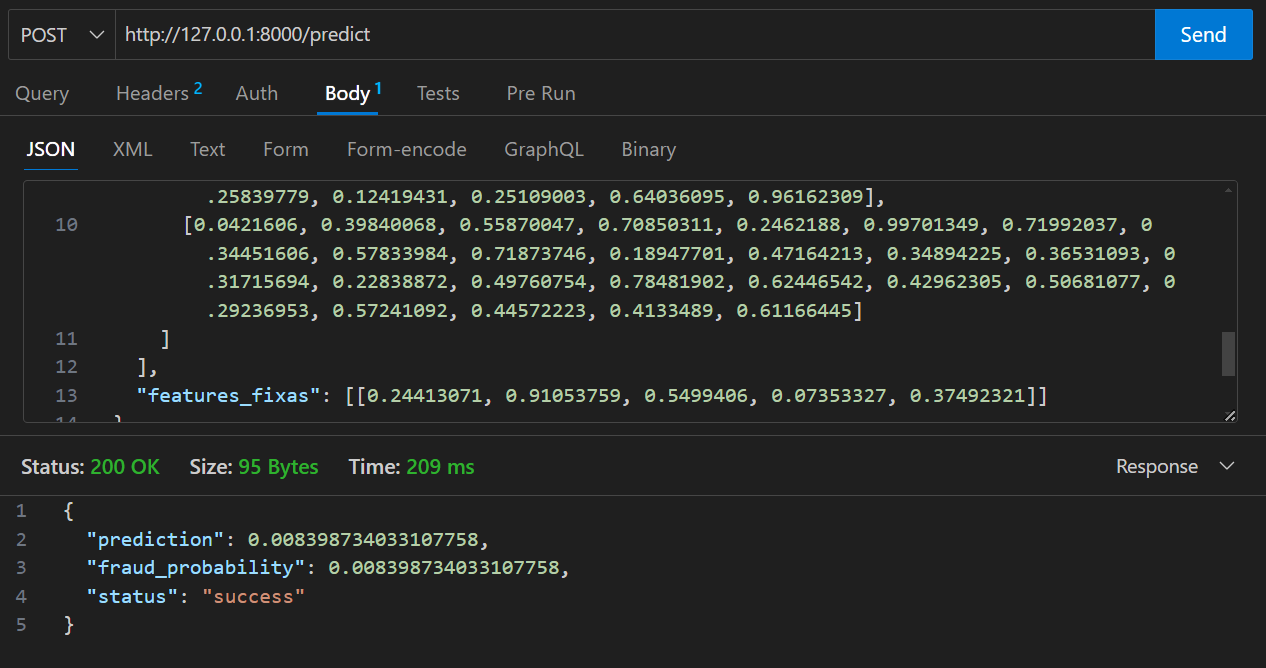 POST http://127.0.0.1:8000/predict Send
Query Headers 2 Auth Body 1 Tests Pre Run
JSON XML Text Form Form-encode GraphQL Binary
.25839779, 0.12419431, 0.25109003, 0.64036095, 0.96162309],
10 [0.0421606, 0.39840068, 0.55870047, 0.70850311, 0.2462188, 0.99701349, 0.71992037, 0
.34451606, 0.57833984, 0.71873746, 0.18947701, 0.47164213, 0.34894225, 0.36531093, 0
.31715694, 0.22838872, 0.49760754, 0.78481902, 0.62446542, 0.42962305, 0.50681077, 0
.29236953, 0.57241092, 0.44572223, 0.4133489, 0.61166445]
11 ]
12 ],
13 "features_fixas": [[0.24413071, 0.91053759, 0.5499406, 0.07353327, 0.37492321]]
14 }
Status: 200 OK Size: 95 Bytes Time: 209 ms Response
1 {
2 "prediction": 0.008398734033107758,
3 "fraud_probability": 0.008398734033107758,
4 "status": "success"
5 }